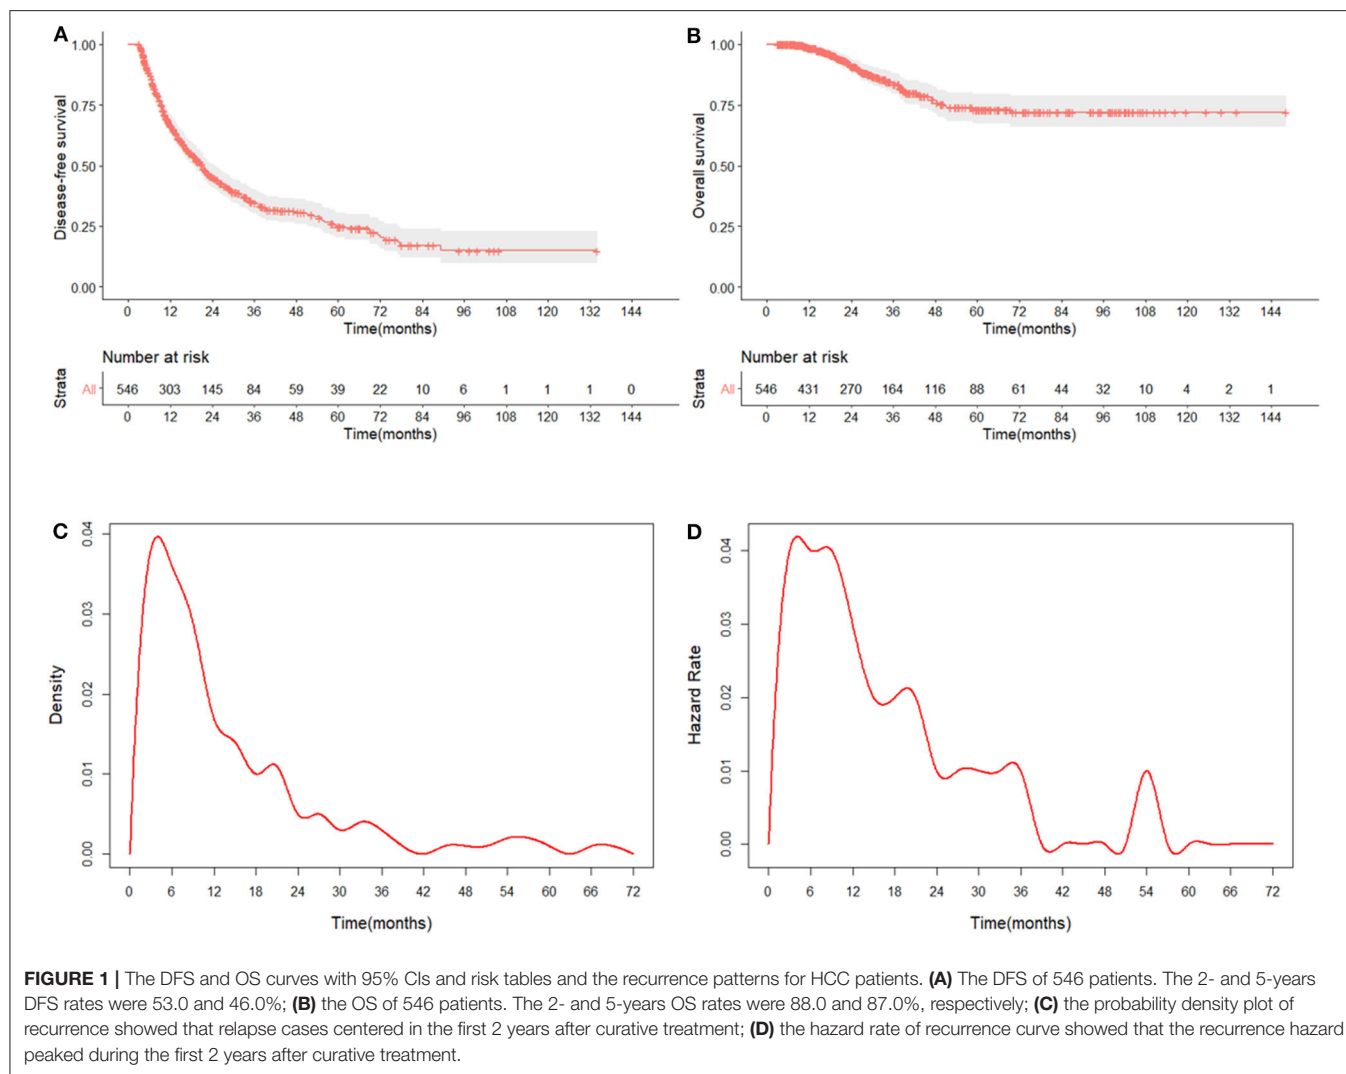 A
1.00
0.75
0.50
0.25
0.00
Disease-free survival
0 12 24 36 48 60 72 84 96 108 120 132 144
Time(months)
Number at risk
Strata
All 546 303 145 84 59 39 22 10 6 1 1 1 0
0 12 24 36 48 60 72 84 96 108 120 132 144
Time(months)
B
1.00
0.75
0.50
0.25
0.00
Overall survival
0 12 24 36 48 60 72 84 96 108 120 132 144
Time(months)
Number at risk
Strata
All 546 431 270 164 116 88 61 44 32 10 4 2 1
0 12 24 36 48 60 72 84 96 108 120 132 144
Time(months)
C
0.04
0.03
0.02
0.01
0.00
Density
0 6 12 18 24 30 36 42 48 54 60 66 72
Time(months)
D
0.04
0.03
0.02
0.01
0.00
Hazard Rate
0 6 12 18 24 30 36 42 48 54 60 66 72
Time(months)
FIGURE 1 | The DFS and OS curves with 95% CIs and risk tables and the recurrence patterns for HCC patients. (A) The DFS of 546 patients. The 2- and 5-years
DFS rates were 53.0 and 46.0%; (B) the OS of 546 patients. The 2- and 5-years OS rates were 88.0 and 87.0%, respectively; (C) the probability density plot of
recurrence showed that relapse cases centered in the first 2 years after curative treatment; (D) the hazard rate of recurrence curve showed that the recurrence hazard
peaked during the first 2 years after curative treatment.